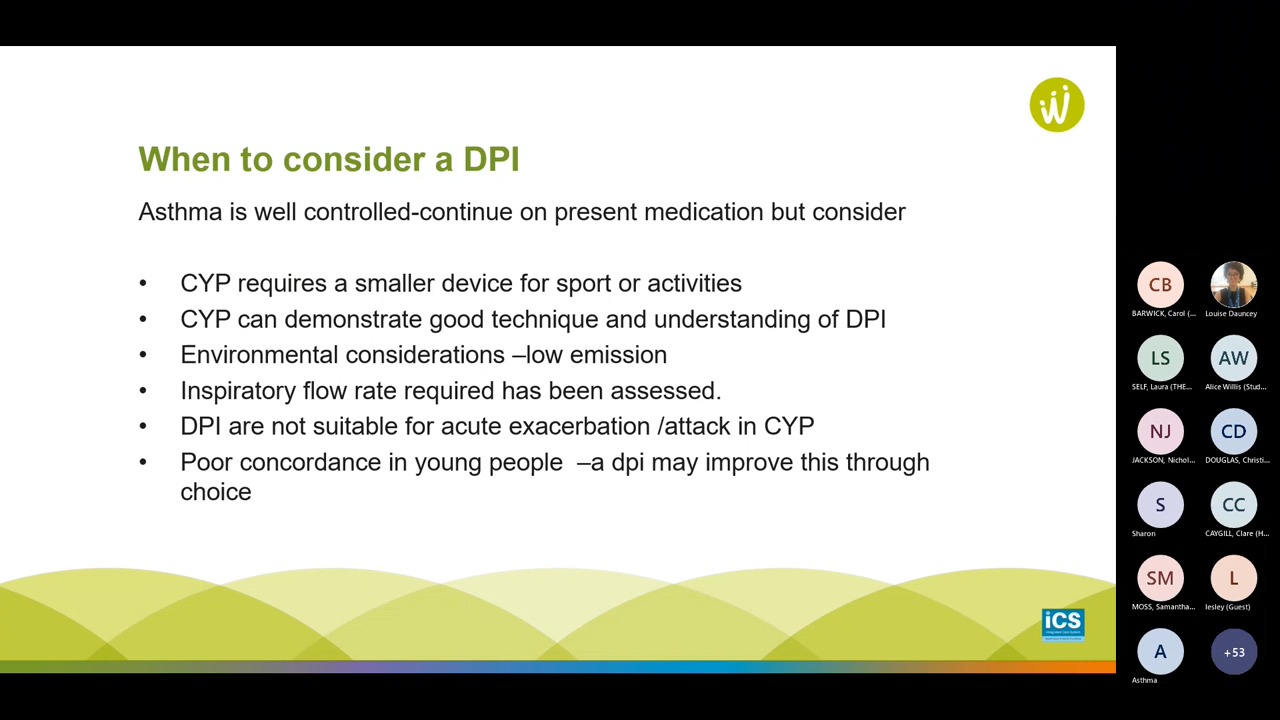 When to consider a DPI
Asthma is well controlled-continue on present medication but consider
• CYP requires a smaller device for sport or activities
• CYP can demonstrate good technique and understanding of DPI
• Environmental considerations –low emission
• Inspiratory flow rate required has been assessed.
• DPI are not suitable for acute exacerbation /attack in CYP
• Poor concordance in young people  –a dpi may improve this through
choice
iCS
Integrated Care System
CB
BARWICK, Carol (...
Louise Dauncey
LS
SELF, Laura (THE...
AW
Alice Willis (Stud...
NJ
JACKSON, Nichol...
CD
DOUGLAS, Christi...
S
Sharon
CC
CAYGILL, Clare (H...
SM
MOSS, Samantha...
L
lesley (Guest)
A
Asthma
+53